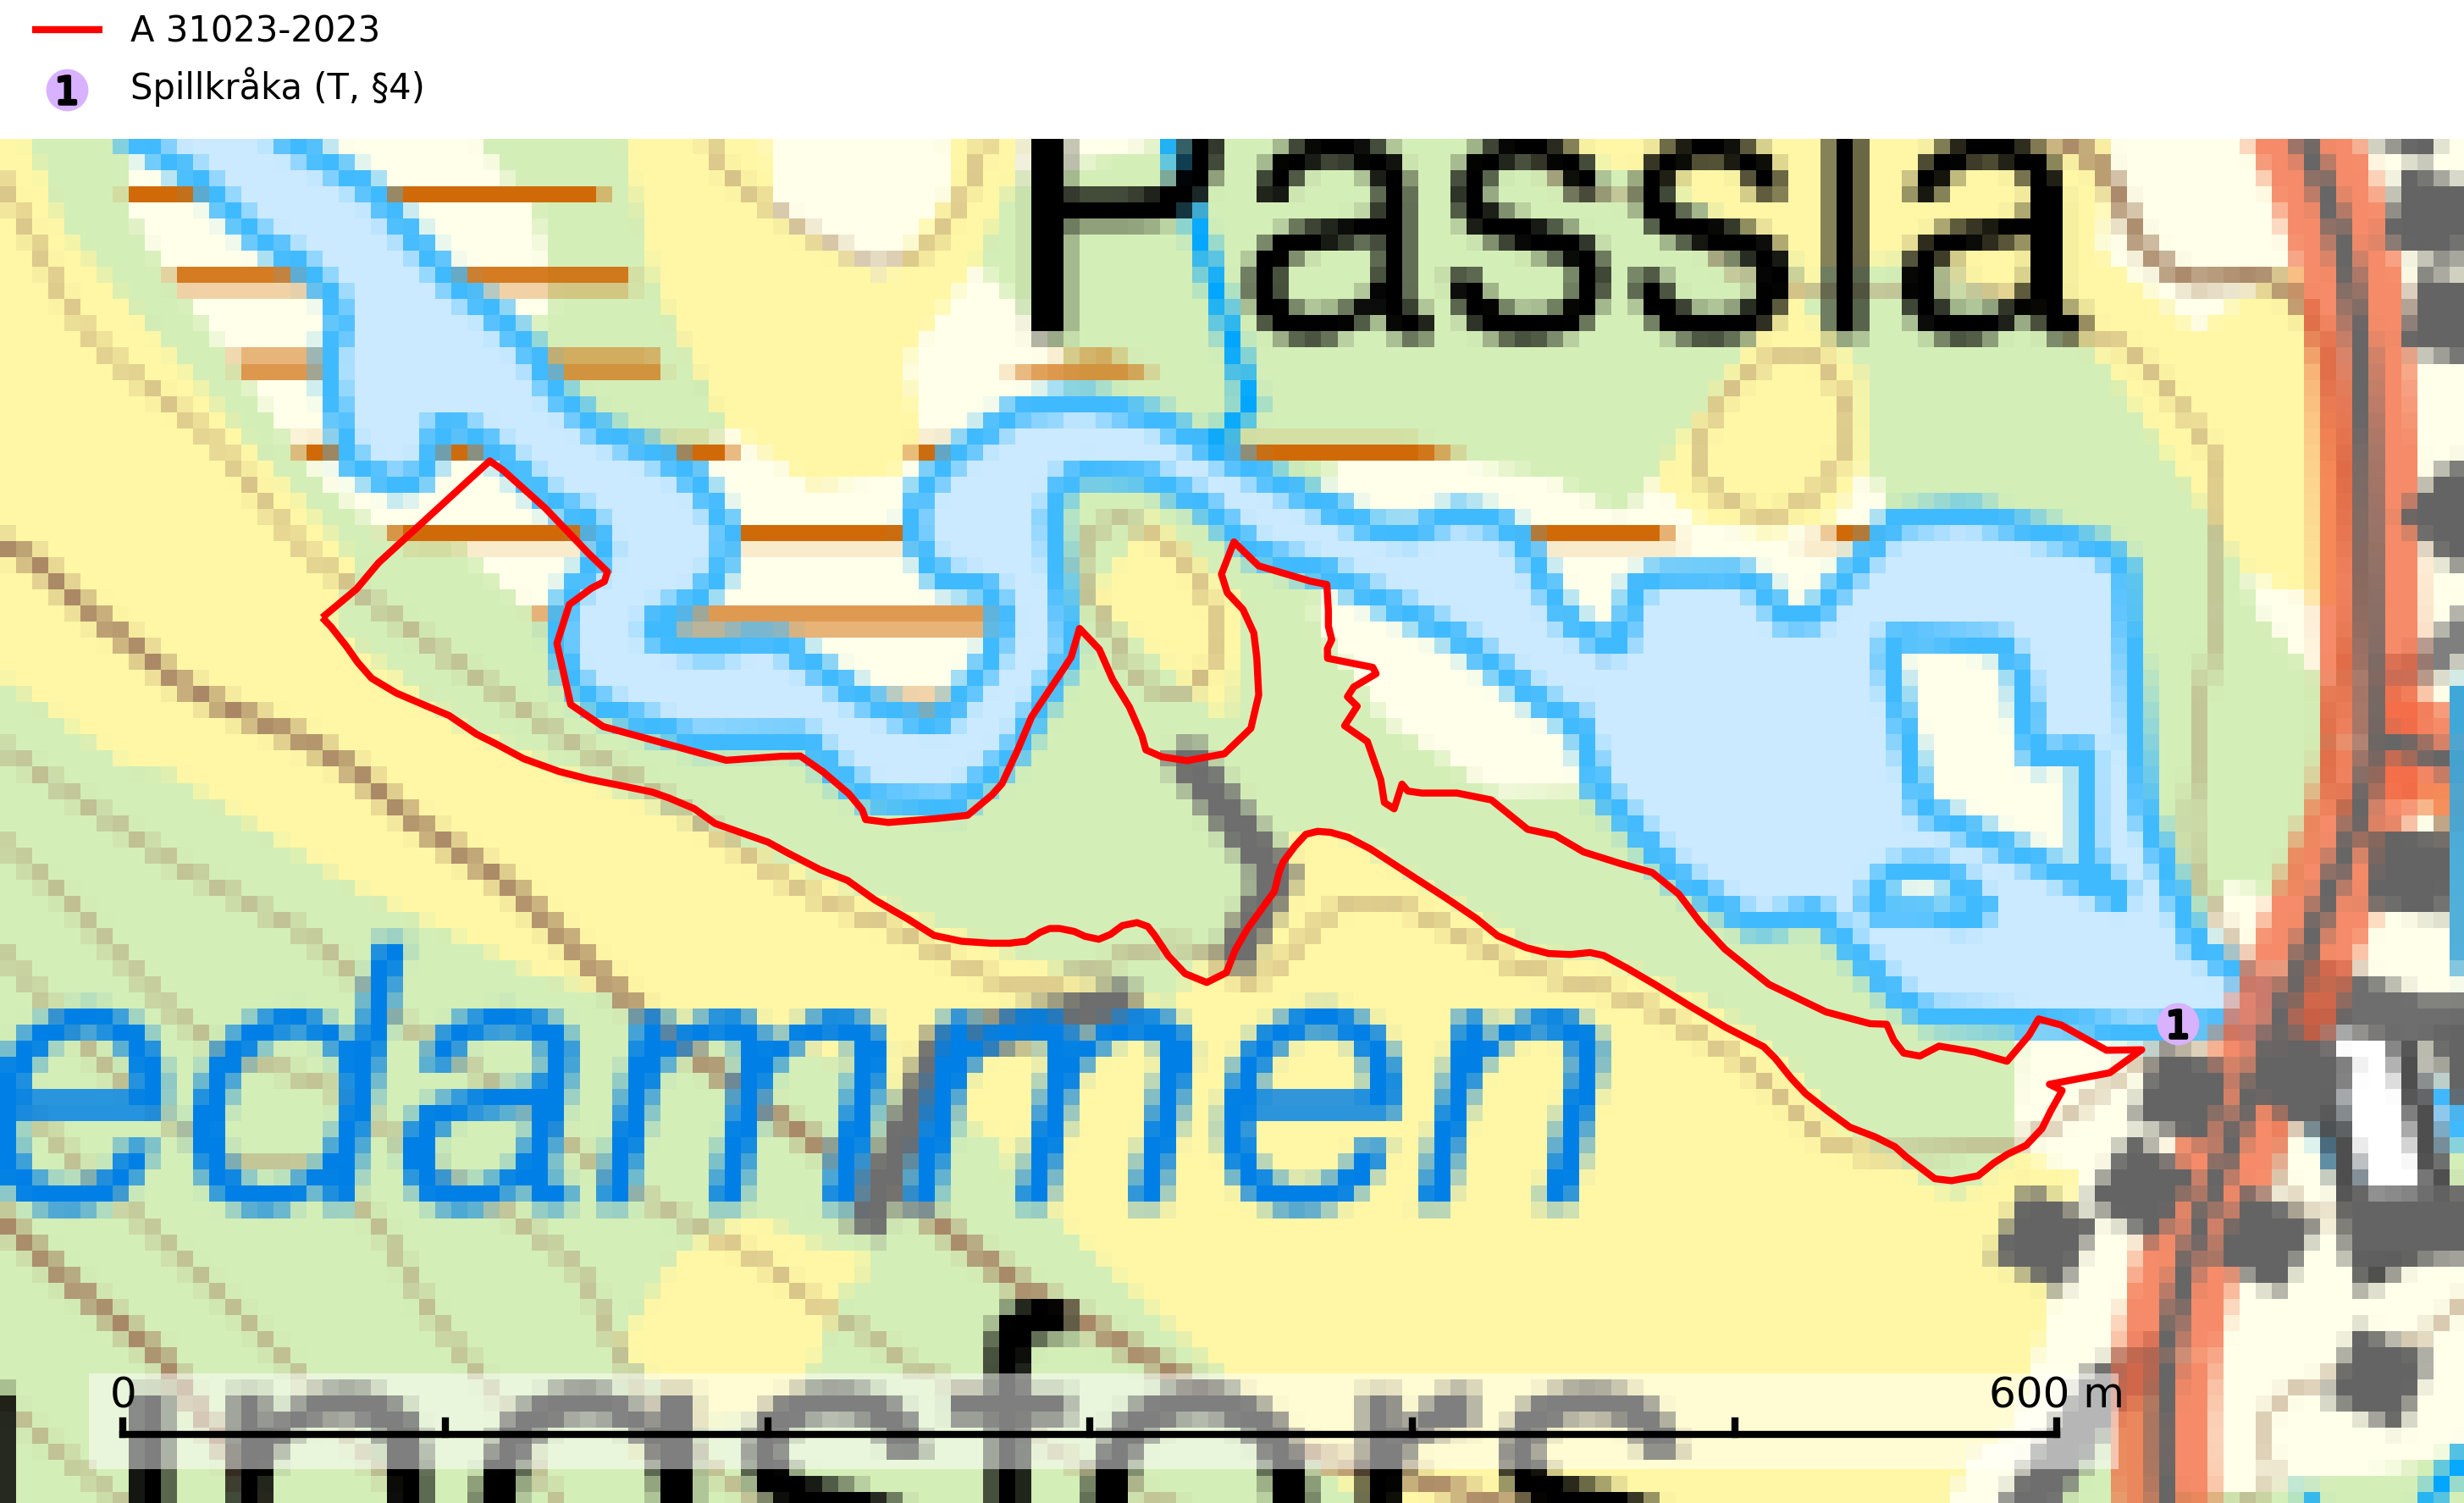 A 31023-2023
1 Spillkråka (T, §4)
Passla
1
edammen
0 600 m